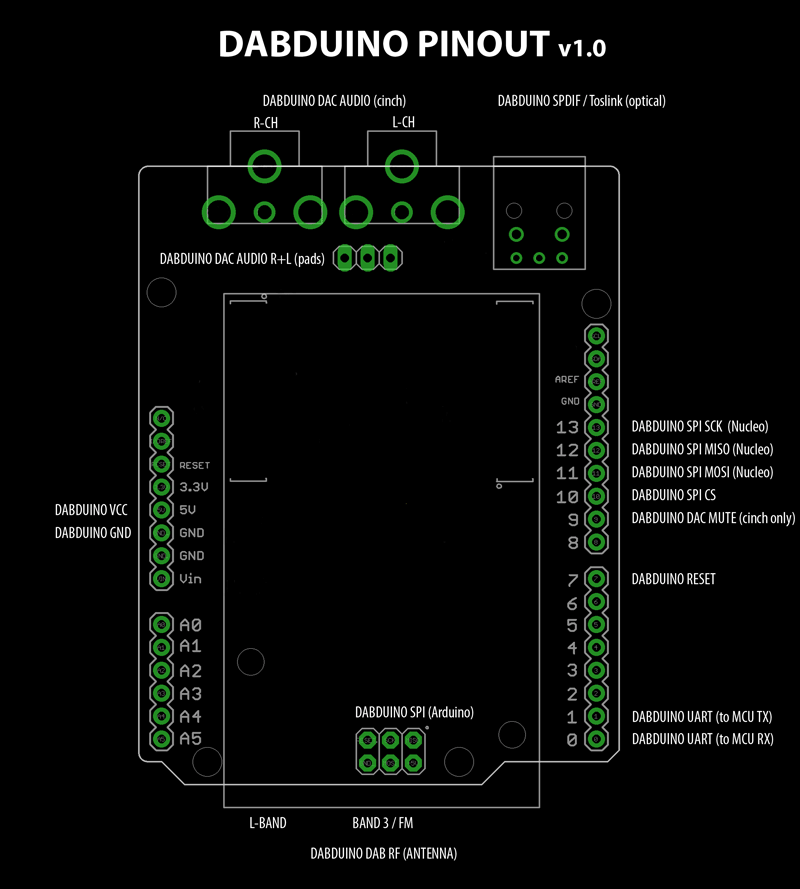 DABDUINO PINOUT v1.0
DABDUINO DAC AUDIO (cinch)
DABDUINO SPDIF / Toslink (optical)
R-CH
L-CH
DABDUINO DAC AUDIO R+L (pads)
AREF
GND
13 DABDUINO SPI SCK (Nucleo)
12 DABDUINO SPI MISO (Nucleo)
11 DABDUINO SPI MOSI (Nucleo)
10 DABDUINO SPI CS
9 DABDUINO DAC MUTE (cinch only)
8
RESET
3.3V
DABDUINO VCC 5V
DABDUINO GND GND
GND
Vin
7 DABDUINO RESET
6
5
4
3
2
1 DABDUINO UART (to MCU TX)
0 DABDUINO UART (to MCU RX)
A0
A1
A2
A3
A4
A5
DABDUINO SPI (Arduino)
L-BAND
BAND 3 / FM
DABDUINO DAB RF (ANTENNA)